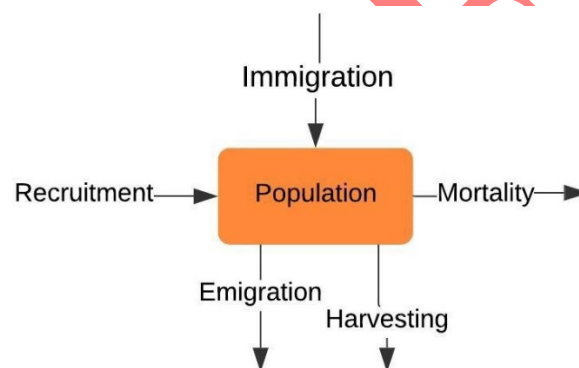 Immigration
Recruitment
Population
Mortality
Emigration
Harvesting